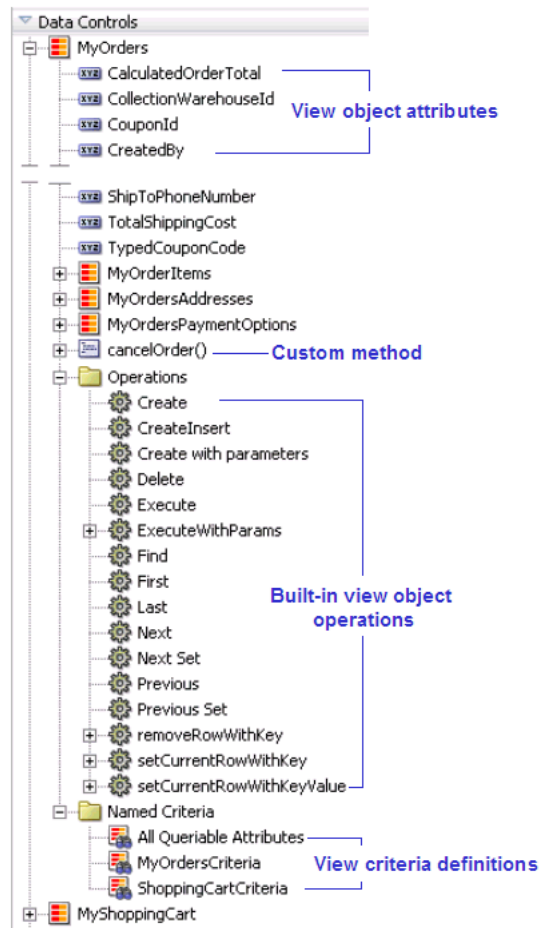 Data Controls
MyOrders
CalculatedOrderTotal
CollectionWarehouseId
View object attributes
CouponId
CreatedBy
ShipToPhoneNumber
TotalShippingCost
TypedCouponCode
MyOrderItems
MyOrdersAddresses
MyOrdersPaymentOptions
cancelOrder()
Custom method
Operations
Create
CreateInsert
Create with parameters
Delete
Execute
ExecuteWithParams
Find
First
Last
Built-in view object
operations
Next
Next Set
Previous
Previous Set
removeRowWithKey
setCurrentRowWithKey
setCurrentRowWithKeyValue
Named Criteria
All Queriable Attributes
MyOrdersCriteria
View criteria definitions
ShoppingCartCriteria
MyShoppingCart